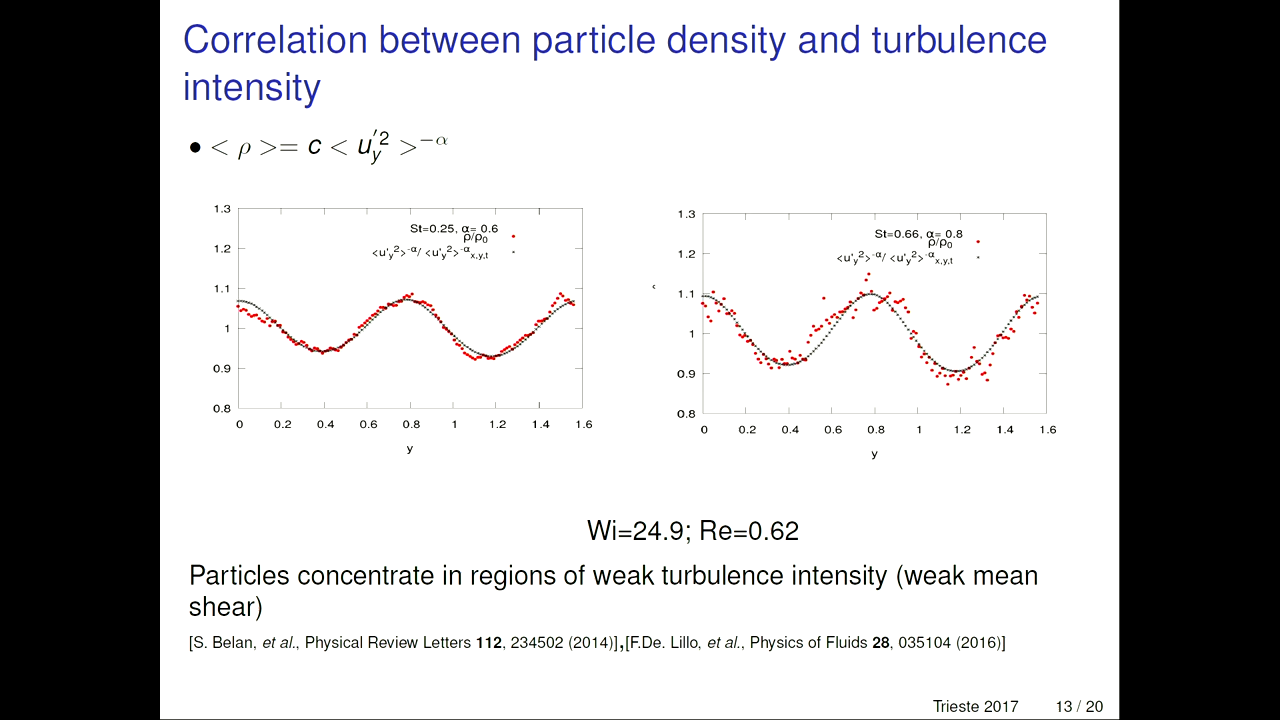 Correlation between particle density and turbulence
intensity
• < ρ >= c < u_y'^2 >^−α
1.3
1.2
1.1
1
0.9
0.8
0 0.2 0.4 0.6 0.8 1 1.2 1.4 1.6
y
St=0.25, α= 0.6
ρ/ρ0
<u'y2>-α/ <u'y2>-αx,y,t
1.3
1.2
1.1
1
0.9
0.8
0 0.2 0.4 0.6 0.8 1 1.2 1.4 1.6
y
St=0.66, α= 0.8
ρ/ρ0
<u'y2>-α/ <u'y2>-αx,y,t
Wi=24.9; Re=0.62
Particles concentrate in regions of weak turbulence intensity (weak mean
shear)
[S. Belan, et al., Physical Review Letters 112, 234502 (2014)],[F.De. Lillo, et al., Physics of Fluids 28, 035104 (2016)]
Trieste 2017 13 / 20